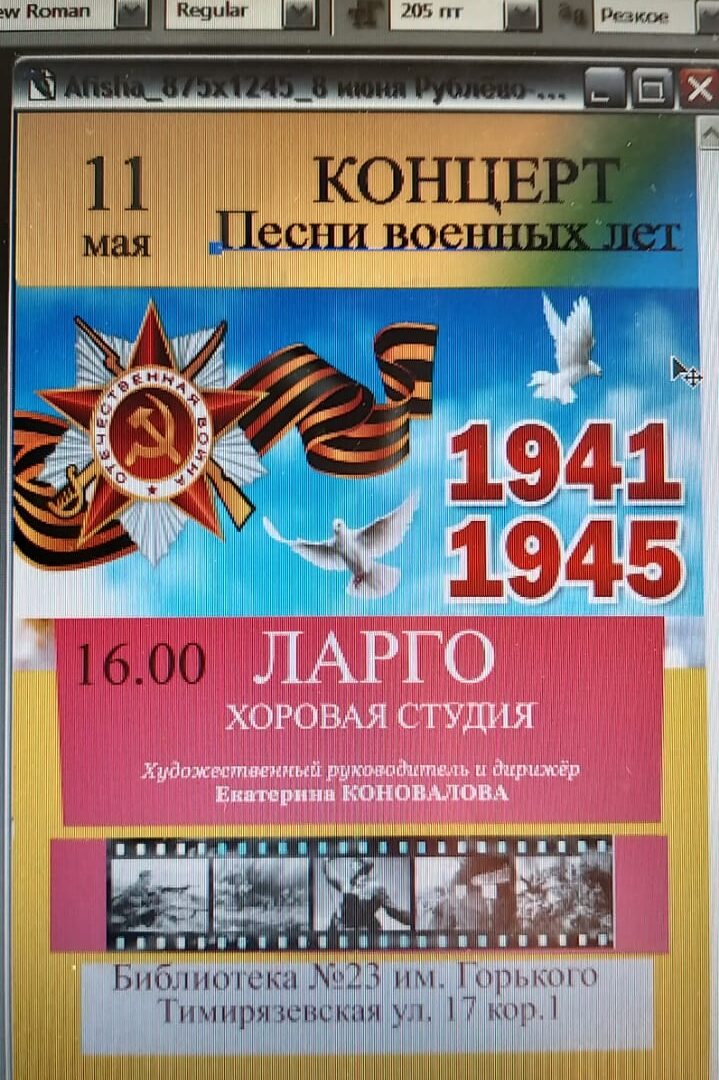 ew Roman Regular 205 пт Резкое
Afisha_875x1245_8 июня Рублево-...
11
мая
КОНЦЕРТ
Песни военных лет
ОТЕЧЕСТВЕННАЯ ВОЙНА
1941
1945
16.00
ЛАРГО
ХОРОВАЯ СТУДИЯ
Художественный руководитель и дирижёр
Екатерина КОНОВАЛОВА
Библиотека №23 им. Горького
Тимирязевская ул. 17 кор.1